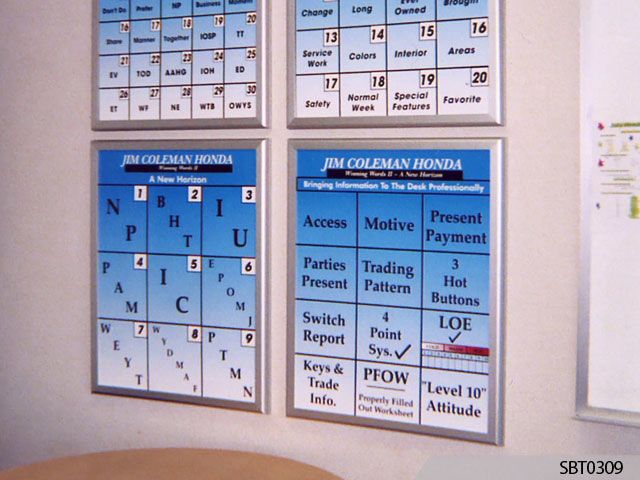 Don't Do
Prefer
NP
Business
Moment
16 Share
17 Manner
18 Together
19 IOSP
20 TT
21 EV
22 TOD
23 AAHG
24 IOH
25 ED
26 ET
27 WF
28 NE
29 WTB
30 OWYS
Change
Long
Ever Owned
Brought
13 Service Work
14 Colors
15 Interior
16 Areas
17 Safety
18 Normal Week
19 Special Features
20 Favorite
JIM COLEMAN HONDA
Winning Words II
A New Horizon
1 N P
2 B H T
3 I U
4 P A M
5 I C
6 E P O M J
7 W E Y T
8 W Y D M A F
9 P T M N
JIM COLEMAN HONDA
Winning Words II - A New Horizon
Bringing Information To The Desk Professionally
Access
Motive
Present Payment
Parties Present
Trading Pattern
3 Hot Buttons
Switch Report
4 Point Sys. ✓
LOE ✓
Keys & Trade Info.
PFOW
Properly Filled Out Worksheet
"Level 10" Attitude
SBT0309